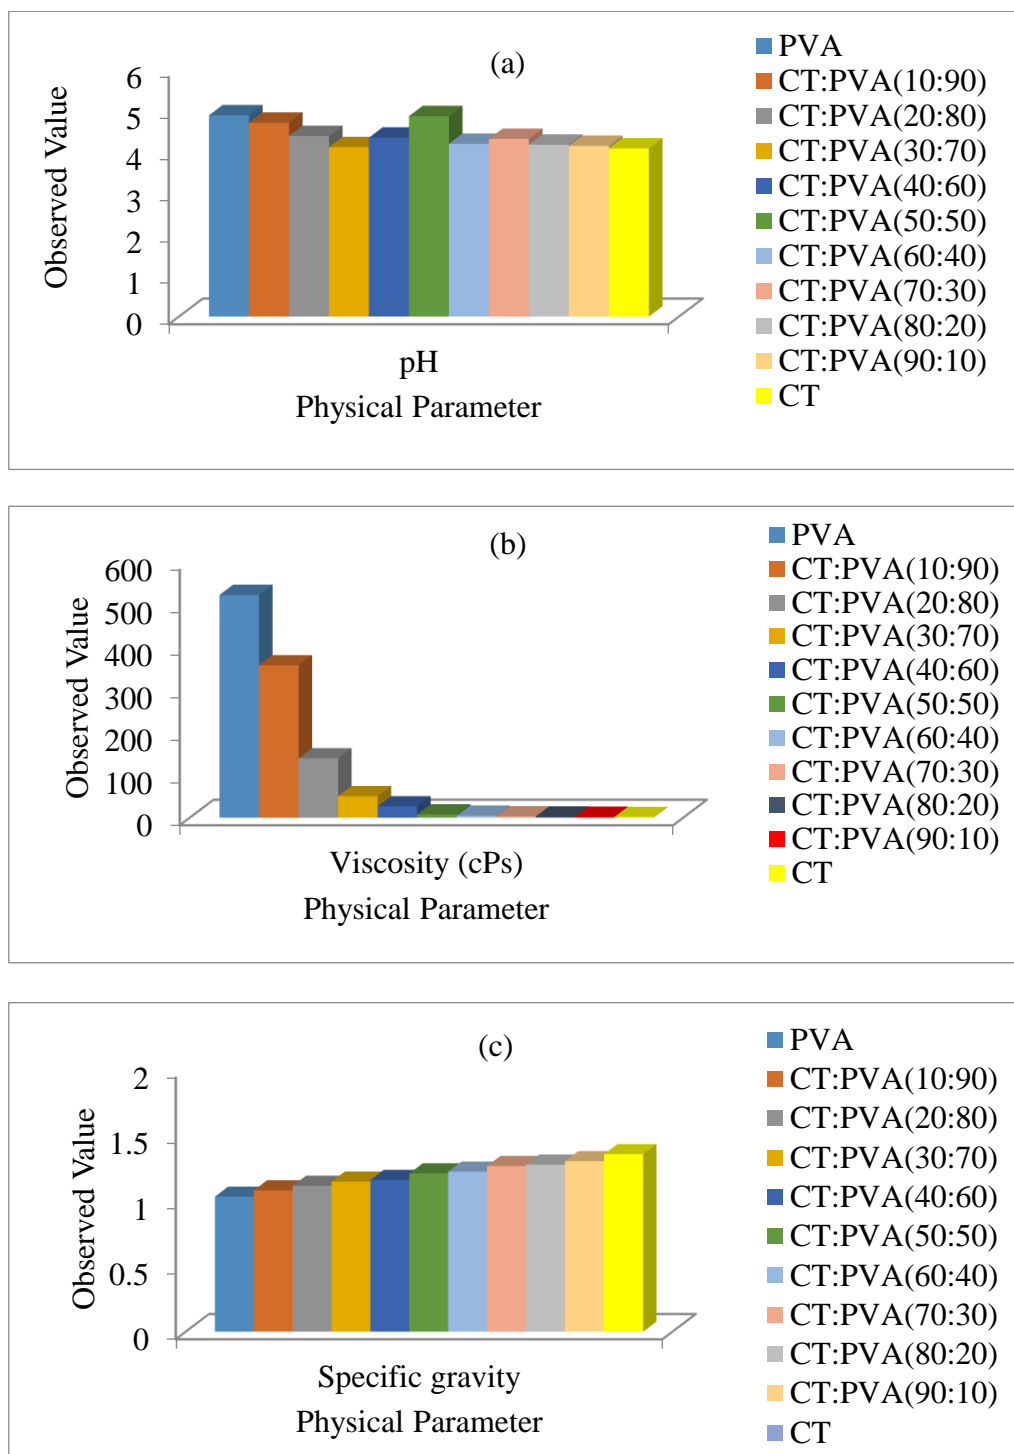 (a)
Observed Value
6
5
4
3
2
1
0
pH
Physical Parameter
PVA
CT:PVA(10:90)
CT:PVA(20:80)
CT:PVA(30:70)
CT:PVA(40:60)
CT:PVA(50:50)
CT:PVA(60:40)
CT:PVA(70:30)
CT:PVA(80:20)
CT:PVA(90:10)
CT
(b)
Observed Value
600
500
400
300
200
100
0
Viscosity (cPs)
Physical Parameter
PVA
CT:PVA(10:90)
CT:PVA(20:80)
CT:PVA(30:70)
CT:PVA(40:60)
CT:PVA(50:50)
CT:PVA(60:40)
CT:PVA(70:30)
CT:PVA(80:20)
CT:PVA(90:10)
CT
(c)
Observed Value
2
1.5
1
0.5
0
Specific gravity
Physical Parameter
PVA
CT:PVA(10:90)
CT:PVA(20:80)
CT:PVA(30:70)
CT:PVA(40:60)
CT:PVA(50:50)
CT:PVA(60:40)
CT:PVA(70:30)
CT:PVA(80:20)
CT:PVA(90:10)
CT